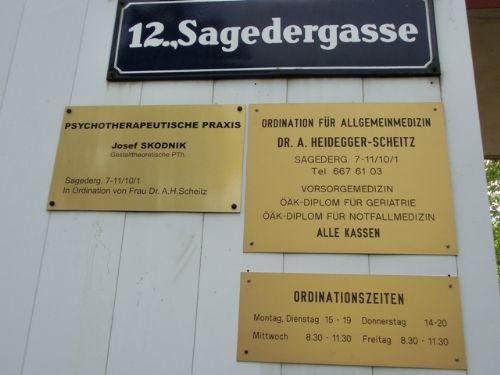 12., Sagedergasse
PSYCHOTHERAPEUTISCHE PRAXIS
Josef SKODNIK
Gestalttheoretische PTh.
Sagederg. 7-11/10/1
In Ordination von Frau Dr. A.H.Scheitz
ORDINATION FÜR ALLGEMEINMEDIZIN
DR. A. HEIDEGGER-SCHEITZ
SAGEDERG. 7-11/10/1
Tel. 667 61 03
VORSORGEMEDIZIN
ÖÄK-DIPLOM FÜR GERIATRIE
ÖÄK-DIPLOM FÜR NOTFALLMEDIZIN
ALLE KASSEN
ORDINATIONSZEITEN
Montag, Dienstag 15 - 19 Donnerstag 14-20
Mittwoch 8.30 - 11.30 Freitag 8.30 - 11.30